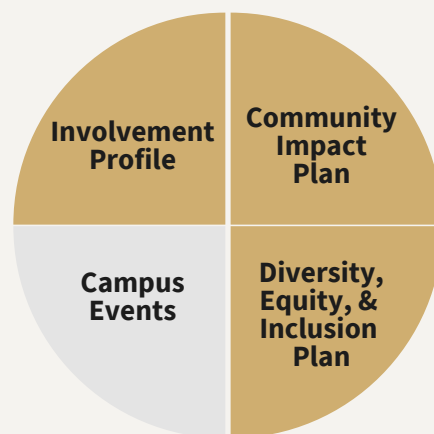 Involvement
Profile
Community
Impact
Plan
Campus
Events
Diversity,
Equity, &
Inclusion
Plan